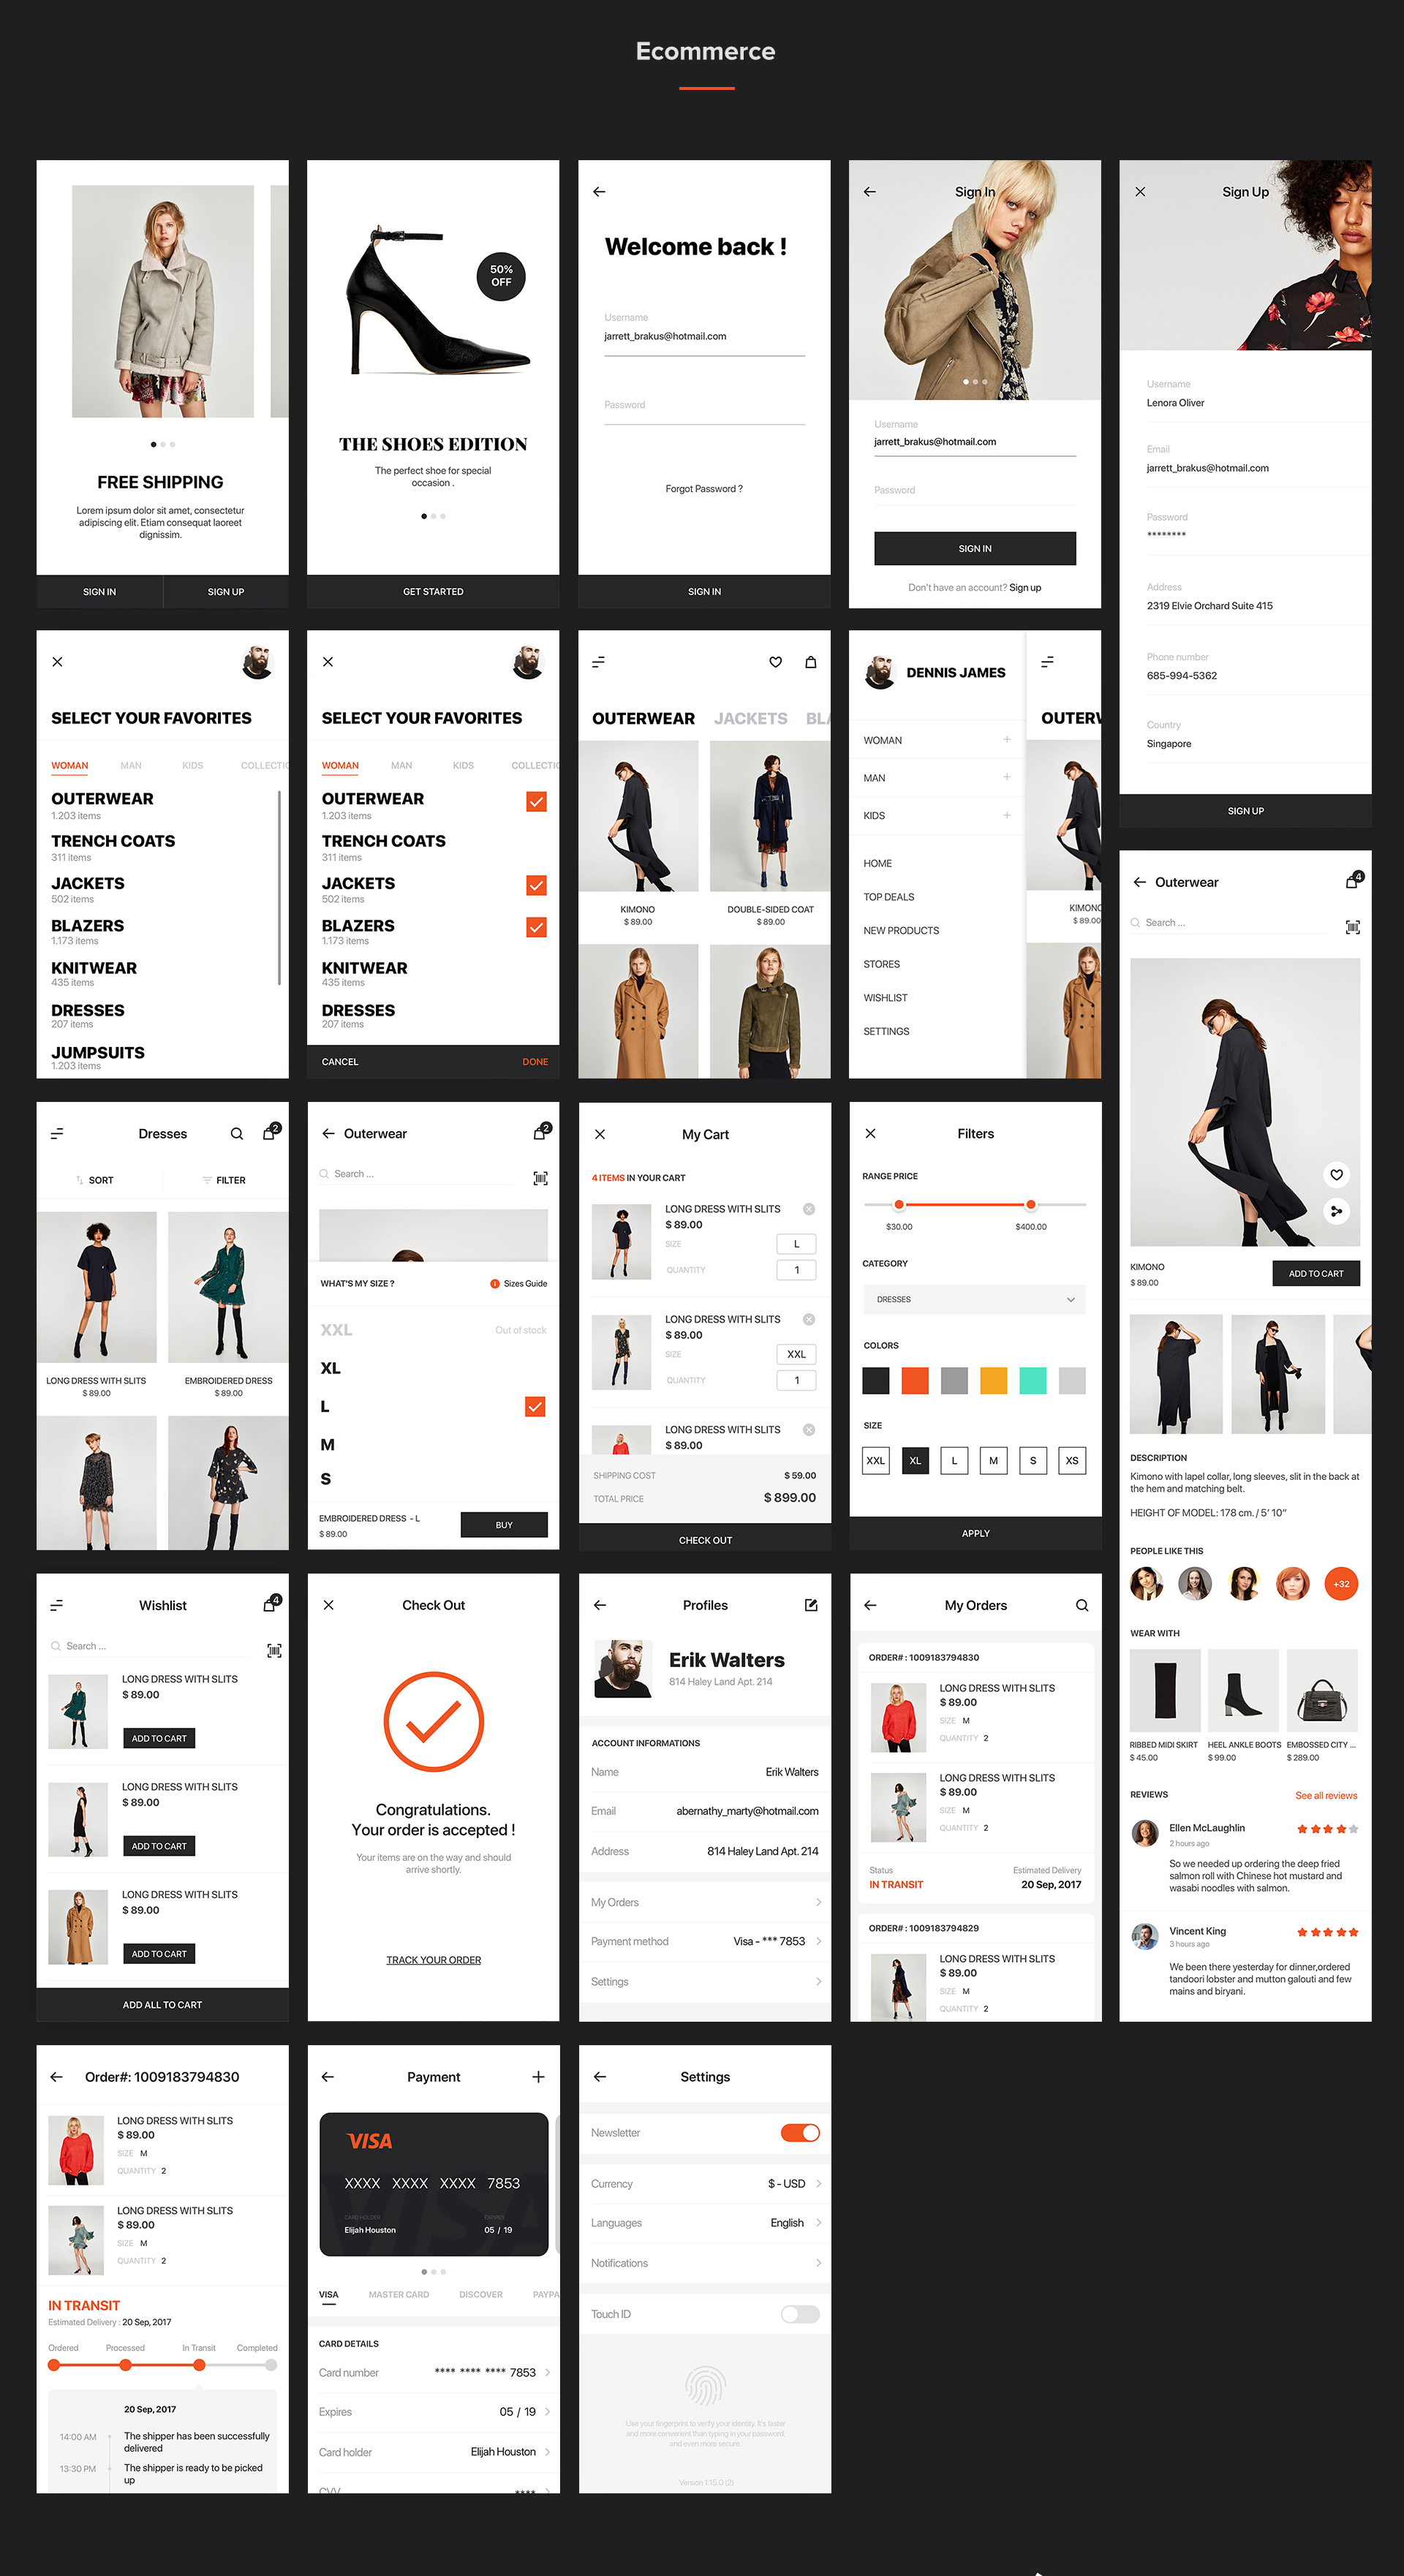 Ecommerce
FREE SHIPPING
Lorem ipsum dolor sit amet, consectetur
adipiscing elit. Etiam consequat laoreet
dignissim.
SIGN IN
SIGN UP
50%
OFF
THE SHOES EDITION
The perfect shoe for special
occasion .
GET STARTED
Welcome back !
Username
jarrett_brakus@hotmail.com
Password
Forgot Password ?
SIGN IN
Sign In
Username
jarrett_brakus@hotmail.com
Password
SIGN IN
Don't have an account? Sign up
Sign Up
Username
Lenora Oliver
Email
jarrett_brakus@hotmail.com
Password
********
Address
2319 Elvie Orchard Suite 415
Phone number
685-994-5362
Country
Singapore
SIGN UP
SELECT YOUR FAVORITES
WOMAN MAN KIDS COLLECTIO
OUTERWEAR
1.203 items
TRENCH COATS
311 items
JACKETS
502 items
BLAZERS
1.173 items
KNITWEAR
435 items
DRESSES
207 items
JUMPSUITS
1.203 items
SELECT YOUR FAVORITES
WOMAN MAN KIDS COLLECTIO
OUTERWEAR
1.203 items
TRENCH COATS
311 items
JACKETS
502 items
BLAZERS
1.173 items
KNITWEAR
435 items
DRESSES
207 items
CANCEL
DONE
OUTERWEAR JACKETS BLA
KIMONO
$ 89.00
DOUBLE-SIDED COAT
$ 89.00
DENNIS JAMES
WOMAN +
MAN +
KIDS +
HOME
TOP DEALS
NEW PRODUCTS
STORES
WISHLIST
SETTINGS
OUTERW
KIMONO
$ 89.00
Outerwear
4
Search ...
KIMONO
$ 89.00
ADD TO CART
DESCRIPTION
Kimono with lapel collar, long sleeves, slit in the back at
the hem and matching belt.
HEIGHT OF MODEL: 178 cm. / 5' 10"
PEOPLE LIKE THIS
+32
WEAR WITH
RIBBED MIDI SKIRT
$ 45.00
HEEL ANKLE BOOTS
$ 99.00
EMBOSSED CITY ...
$ 289.00
REVIEWS
See all reviews
Ellen McLaughlin
2 hours ago
So we needed up ordering the deep fried
salmon roll with Chinese hot mustard and
wasabi noodles with salmon.
Vincent King
3 hours ago
We been there yesterday for dinner,ordered
tandoori lobster and mutton galouti and few
mains and biryani.
Dresses
2
SORT
FILTER
LONG DRESS WITH SLITS
$ 89.00
EMBROIDERED DRESS
$ 89.00
Outerwear
2
Search ...
WHAT'S MY SIZE ?
Sizes Guide
XXL Out of stock
XL
L
M
S
EMBROIDERED DRESS - L
$ 89.00
BUY
My Cart
4 ITEMS IN YOUR CART
LONG DRESS WITH SLITS
$ 89.00
SIZE L
QUANTITY 1
LONG DRESS WITH SLITS
$ 89.00
SIZE XXL
QUANTITY 1
LONG DRESS WITH SLITS
$ 89.00
SHIPPING COST $ 59.00
TOTAL PRICE $ 899.00
CHECK OUT
Filters
RANGE PRICE
$30.00 $400.00
CATEGORY
DRESSES
COLORS
SIZE
XXL XL L M S XS
APPLY
Wishlist
4
Search ...
LONG DRESS WITH SLITS
$ 89.00
ADD TO CART
LONG DRESS WITH SLITS
$ 89.00
ADD TO CART
LONG DRESS WITH SLITS
$ 89.00
ADD TO CART
ADD ALL TO CART
Check Out
Congratulations.
Your order is accepted !
Your items are on the way and should
arrive shortly.
TRACK YOUR ORDER
Profiles
Erik Walters
814 Haley Land Apt. 214
ACCOUNT INFORMATIONS
Name Erik Walters
Email abernathy_marty@hotmail.com
Address 814 Haley Land Apt. 214
My Orders
Payment method Visa - *** 7853
Settings
My Orders
ORDER# : 1009183794830
LONG DRESS WITH SLITS
$ 89.00
SIZE M
QUANTITY 2
LONG DRESS WITH SLITS
$ 89.00
SIZE M
QUANTITY 2
Status Estimated Delivery
IN TRANSIT 20 Sep, 2017
ORDER# : 1009183794829
LONG DRESS WITH SLITS
$ 89.00
SIZE M
QUANTITY 2
Order#: 1009183794830
LONG DRESS WITH SLITS
$ 89.00
SIZE M
QUANTITY 2
LONG DRESS WITH SLITS
$ 89.00
SIZE M
QUANTITY 2
IN TRANSIT
Estimated Delivery : 20 Sep, 2017
Ordered Processed In Transit Completed
20 Sep, 2017
14:00 AM The shipper has been successfully
delivered
13:30 PM The shipper is ready to be picked
up
Payment
VISA
XXXX XXXX XXXX 7853
CARD HOLDER EXPIRES
Elijah Houston 05 / 19
VISA MASTER CARD DISCOVER PAYPA
CARD DETAILS
Card number **** **** **** 7853
Expires 05 / 19
Card holder Elijah Houston
CVV ****
Settings
Newsletter
Currency $ - USD
Languages English
Notifications
Touch ID
Use your fingerprint to verify your identity. It's faster
and more convenient than typing in your password,
and even more secure.
Version 1.15.0 (2)